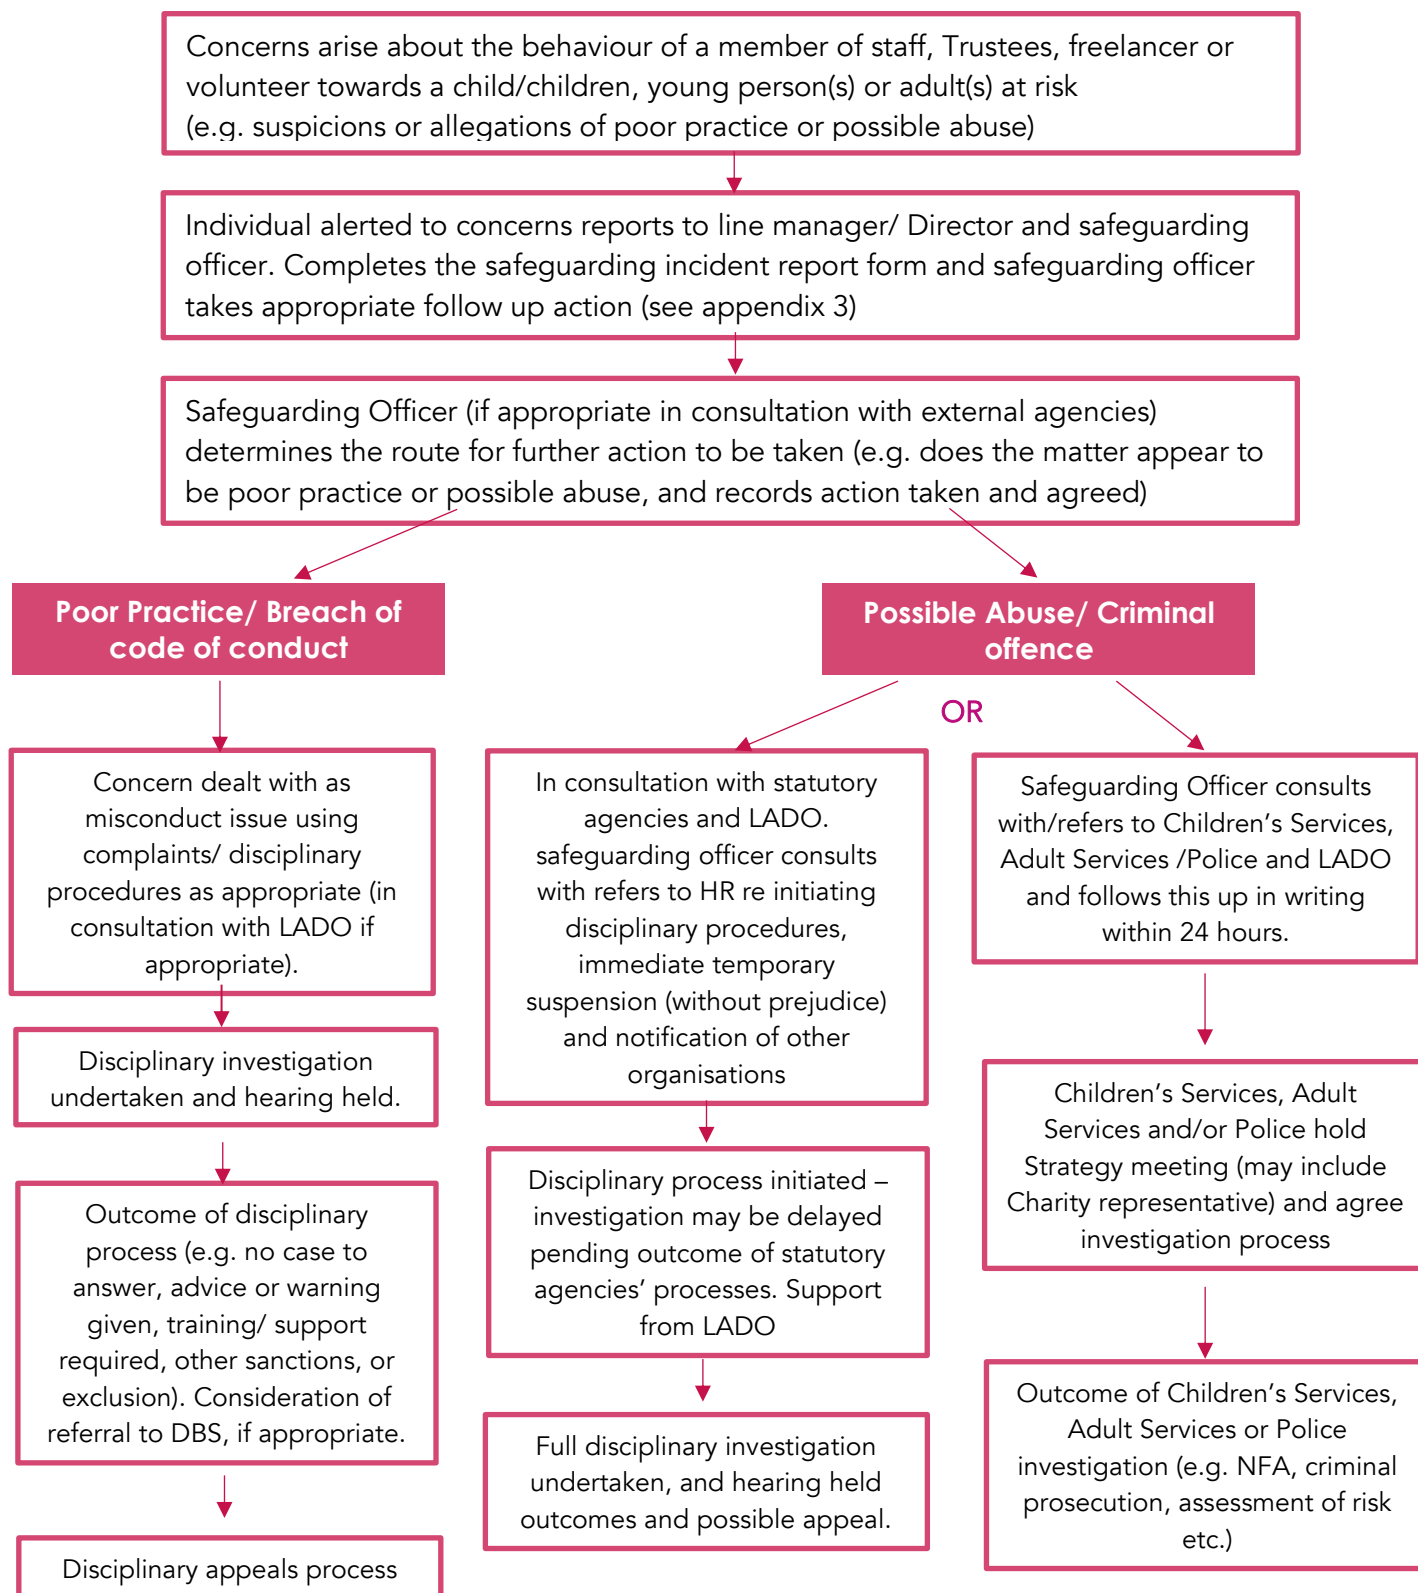 Concerns arise about the behaviour of a member of staff, Trustees, freelancer or
volunteer towards a child/children, young person(s) or adult(s) at risk
(e.g. suspicions or allegations of poor practice or possible abuse)
Individual alerted to concerns reports to line manager/ Director and safeguarding
officer. Completes the safeguarding incident report form and safeguarding officer
takes appropriate follow up action (see appendix 3)
Safeguarding Officer (if appropriate in consultation with external agencies)
determines the route for further action to be taken (e.g. does the matter appear to
be poor practice or possible abuse, and records action taken and agreed)
Poor Practice/ Breach of
code of conduct
Concern dealt with as
misconduct issue using
complaints/ disciplinary
procedures as appropriate (in
consultation with LADO if
appropriate).
Disciplinary investigation
undertaken and hearing held.
Outcome of disciplinary
process (e.g. no case to
answer, advice or warning
given, training/ support
required, other sanctions, or
exclusion). Consideration of
referral to DBS, if appropriate.
Disciplinary appeals process
Possible Abuse/ Criminal
offence
OR
In consultation with statutory
agencies and LADO.
safeguarding officer consults
with refers to HR re initiating
disciplinary procedures,
immediate temporary
suspension (without prejudice)
and notification of other
organisations
Disciplinary process initiated –
investigation may be delayed
pending outcome of statutory
agencies’ processes. Support
from LADO
Full disciplinary investigation
undertaken, and hearing held
outcomes and possible appeal.
Safeguarding Officer consults
with/refers to Children’s Services,
Adult Services /Police and LADO
and follows this up in writing
within 24 hours.
Children’s Services, Adult
Services and/or Police hold
Strategy meeting (may include
Charity representative) and agree
investigation process
Outcome of Children’s Services,
Adult Services or Police
investigation (e.g. NFA, criminal
prosecution, assessment of risk
etc.)